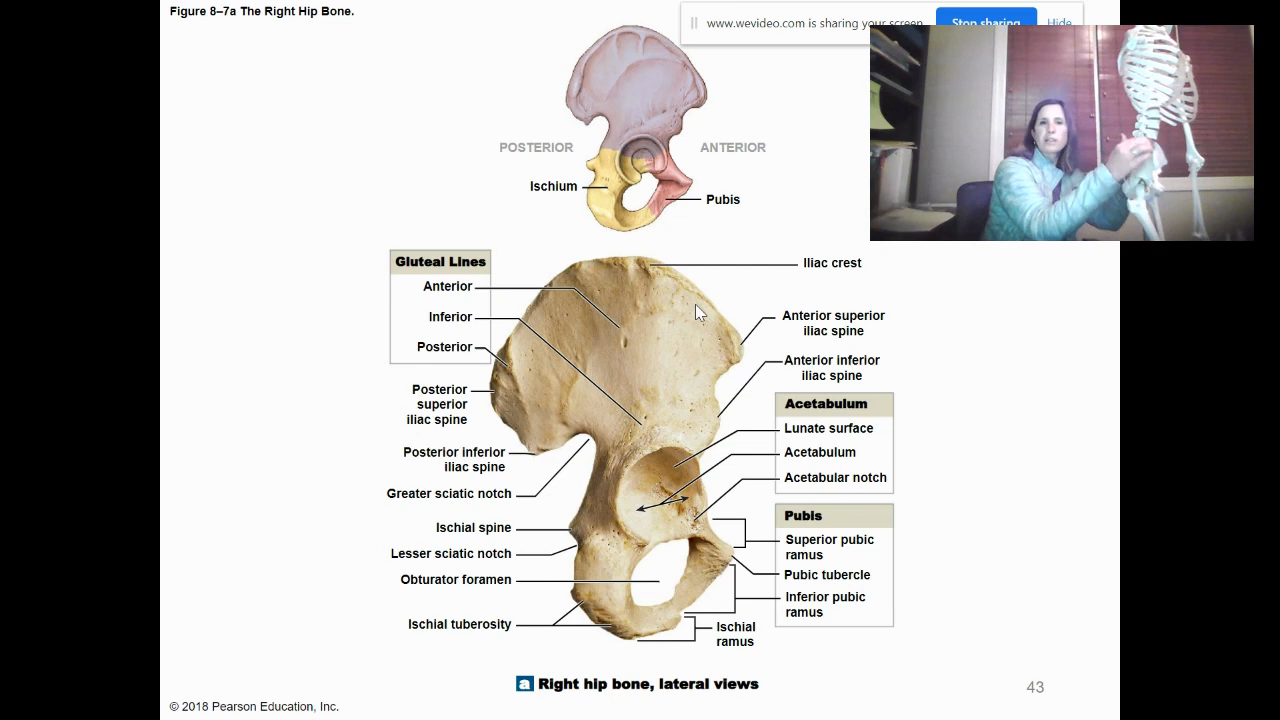 Figure 8–7a The Right Hip Bone.
www.wevideo.com is sharing your screen.
Stop sharing
Hide
POSTERIOR
ANTERIOR
Ischium
Pubis
Gluteal Lines
Anterior
Inferior
Posterior
Posterior
superior
iliac spine
Posterior inferior
iliac spine
Greater sciatic notch
Ischial spine
Lesser sciatic notch
Obturator foramen
Ischial tuberosity
Iliac crest
Anterior superior
iliac spine
Anterior inferior
iliac spine
Acetabulum
Lunate surface
Acetabulum
Acetabular notch
Pubis
Superior pubic
ramus
Pubic tubercle
Inferior pubic
ramus
Ischial
ramus
a Right hip bone, lateral views
43
© 2018 Pearson Education, Inc.